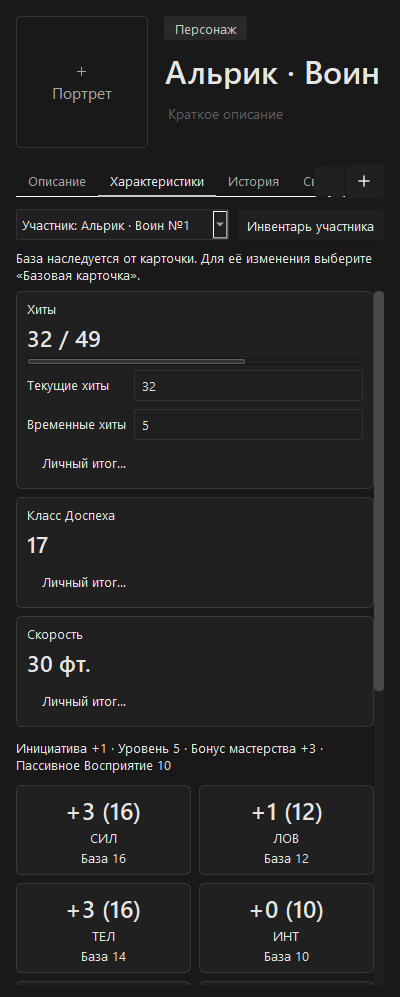 Персонаж
+
Портрет
Альрик · Воин
Краткое описание
Описание
Характеристики
История
+
Участник: Альрик · Воин №1
Инвентарь участника
База наследуется от карточки. Для её изменения выберите
«Базовая карточка».
Хиты
32 / 49
Текущие хиты
32
Временные хиты
5
Личный итог...
Класс Доспеха
17
Личный итог...
Скорость
30 фт.
Личный итог...
Инициатива +1 · Уровень 5 · Бонус мастерства +3 ·
Пассивное Восприятие 10
+3 (16)
СИЛ
База 16
+1 (12)
ЛОВ
База 12
+3 (16)
ТЕЛ
База 14
+0 (10)
ИНТ
База 10